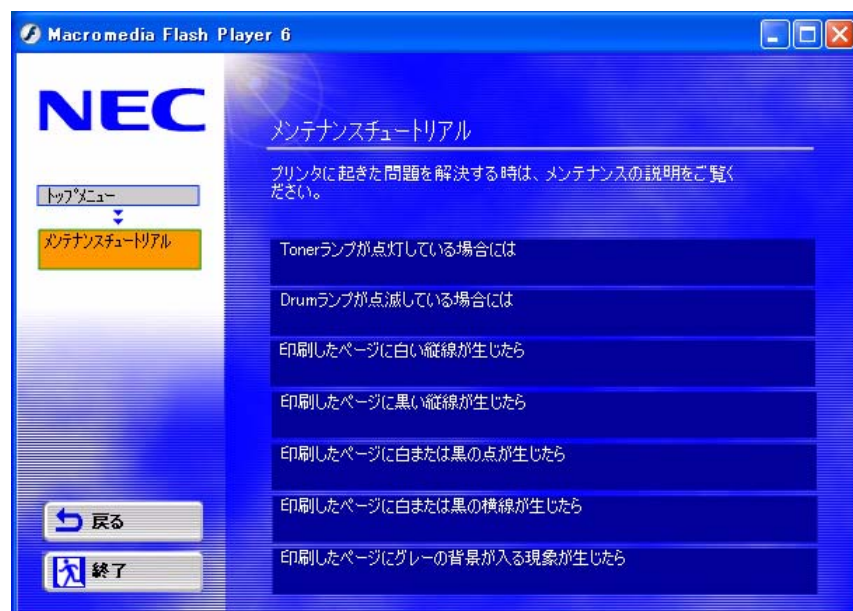 Macromedia Flash Player 6
NEC
トップメニュー
メンテナンスチュートリアル
戻る
終了
メンテナンスチュートリアル
プリンタに起きた問題を解決する時は、メンテナンスの説明をご覧く
ださい。
Tonerランプが点灯している場合には
Drumランプが点滅している場合には
印刷したページに白い縦線が生じたら
印刷したページに黒い縦線が生じたら
印刷したページに白または黒の点が生じたら
印刷したページに白または黒の横線が生じたら
印刷したページにグレーの背景が入る現象が生じたら